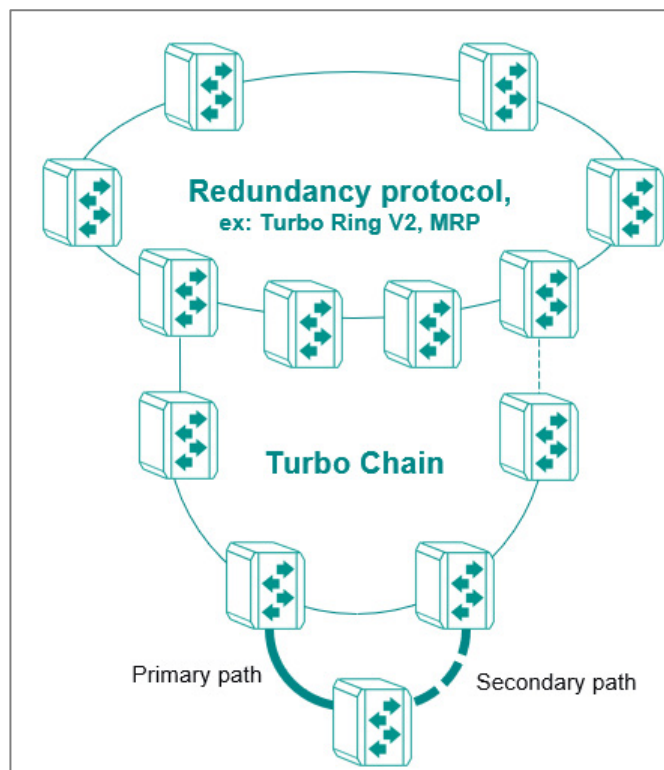 Redundancy protocol,
ex: Turbo Ring V2, MRP
Turbo Chain
Primary path
Secondary path